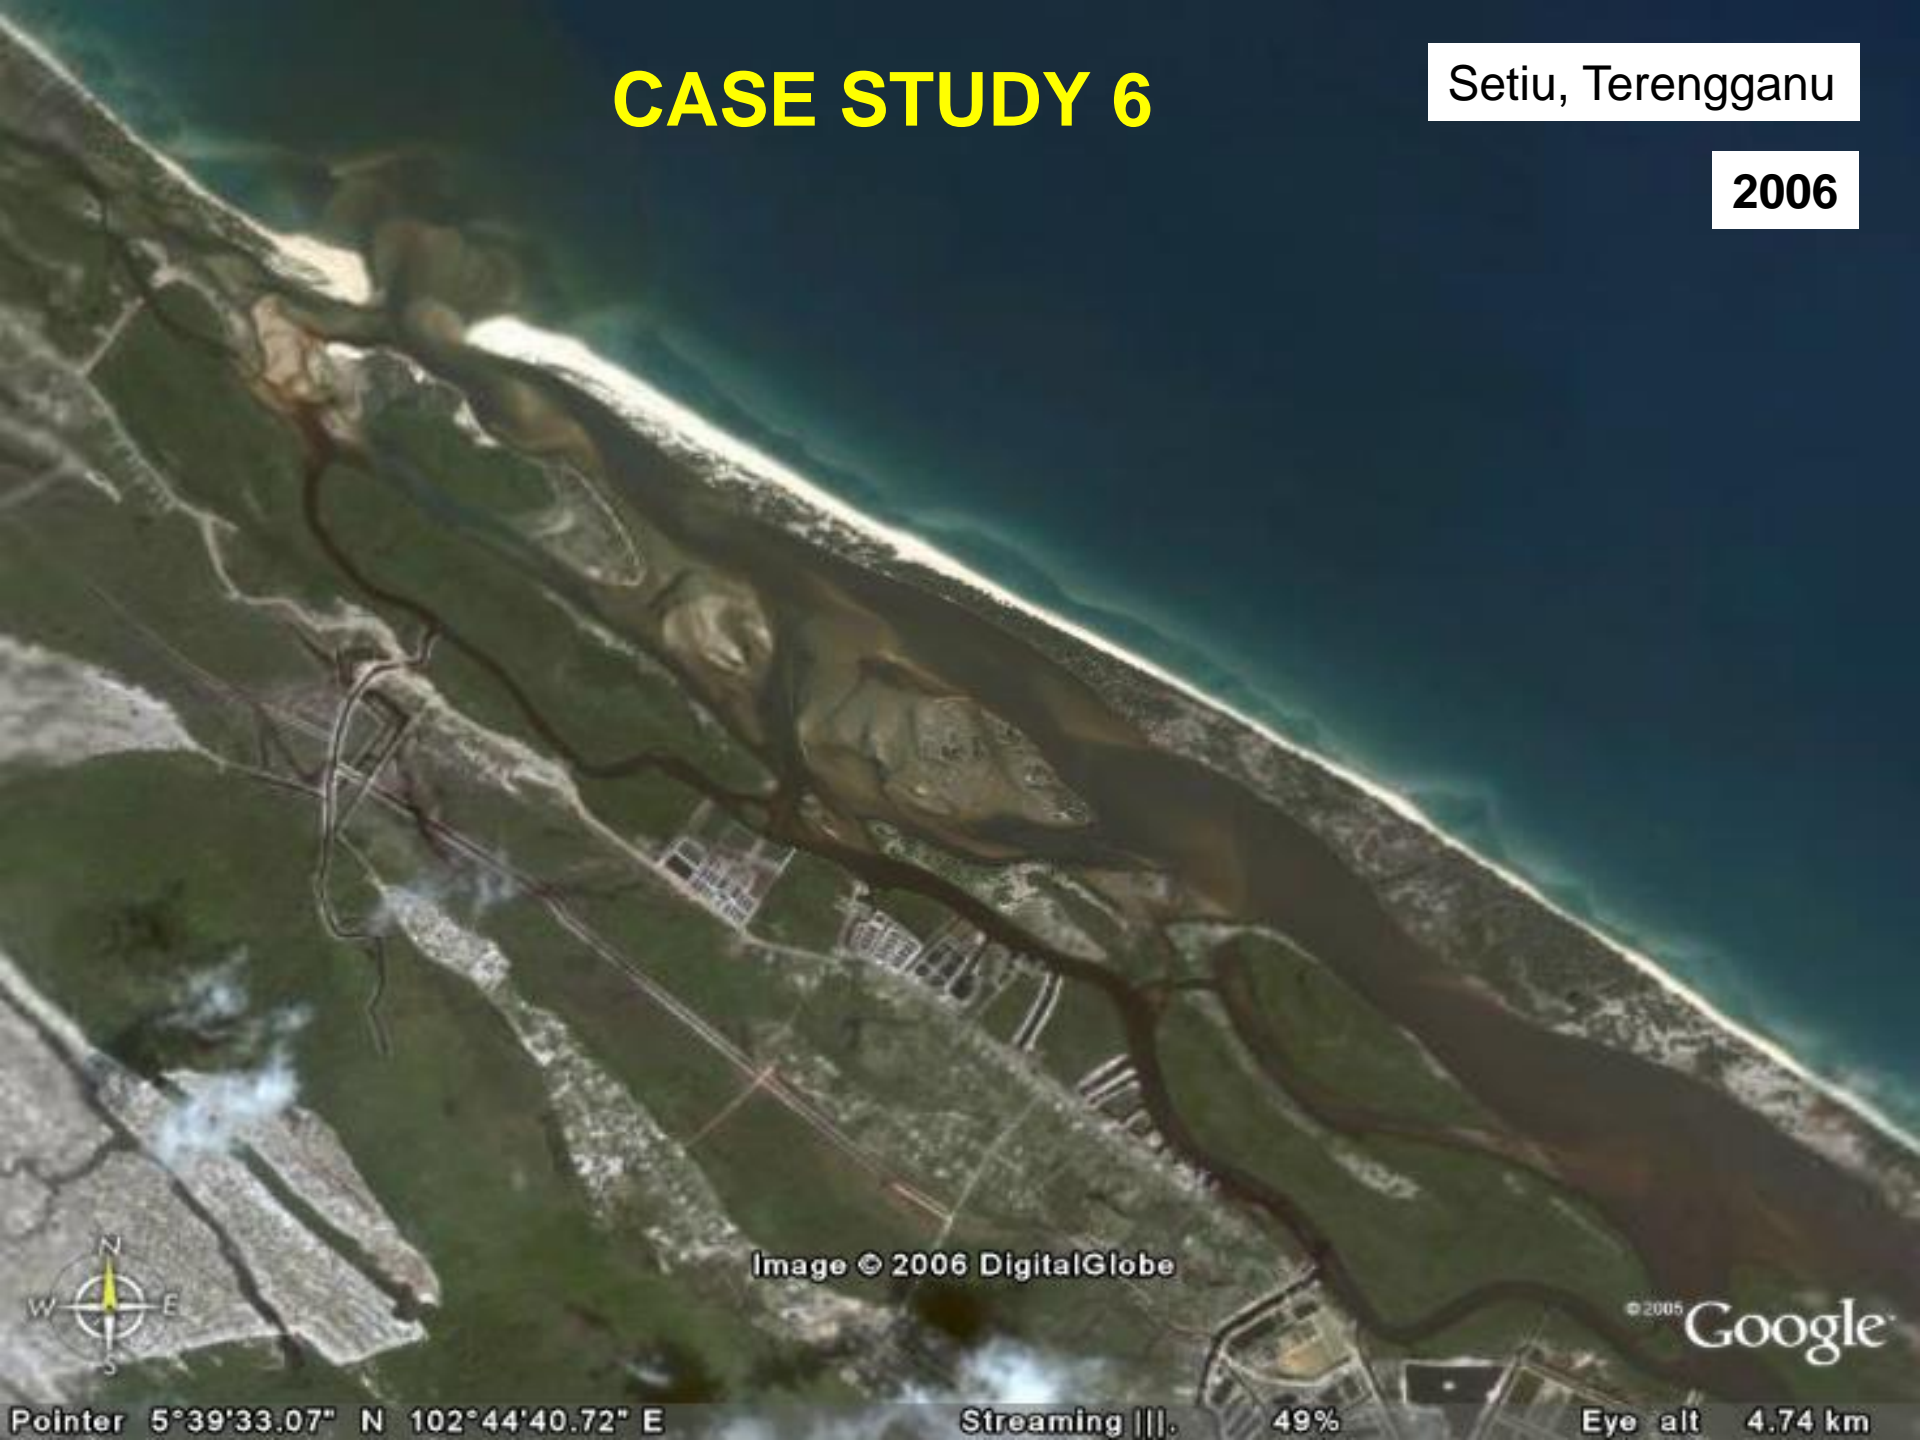 CASE STUDY 6
Setiu, Terengganu
2006
N
W E
S
Image © 2006 DigitalGlobe
© 2005 Google
Pointer 5°39'33.07" N 102°44'40.72" E Streaming |||. 49% Eye alt 4.74 km